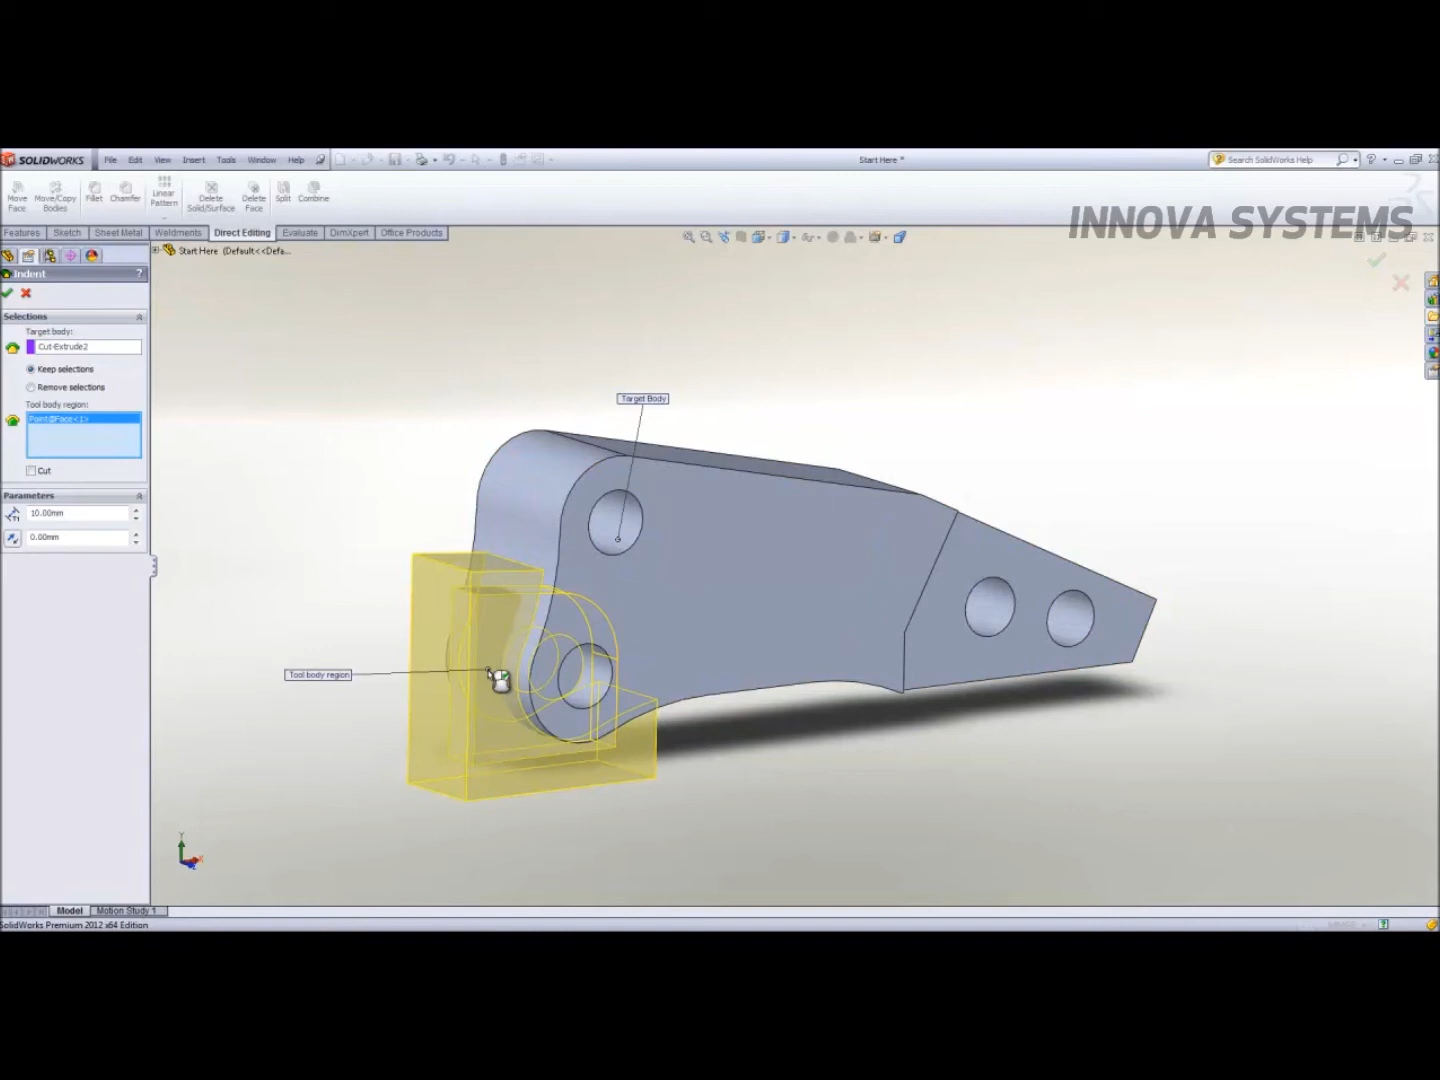 SOLIDWORKS File Edit View Insert Tools Window Help Start Here * Search SolidWorks Help
Move Face Move/Copy Bodies Fillet Chamfer Linear Pattern Delete Solid/Surface Delete Face Split Combine
INNOVA SYSTEMS
Features Sketch Sheet Metal Weldments Direct Editing Evaluate DimXpert Office Products
Start Here (Default<<Defa...
Indent ?
Selections
Target body:
Cut-Extrude2
Keep selections
Remove selections
Tool body region:
Point@Face<1>
Cut
Parameters
10.00mm
0.00mm
Target Body
Tool body region
Y
X
Z
Model Motion Study 1
SolidWorks Premium 2012 x64 Edition